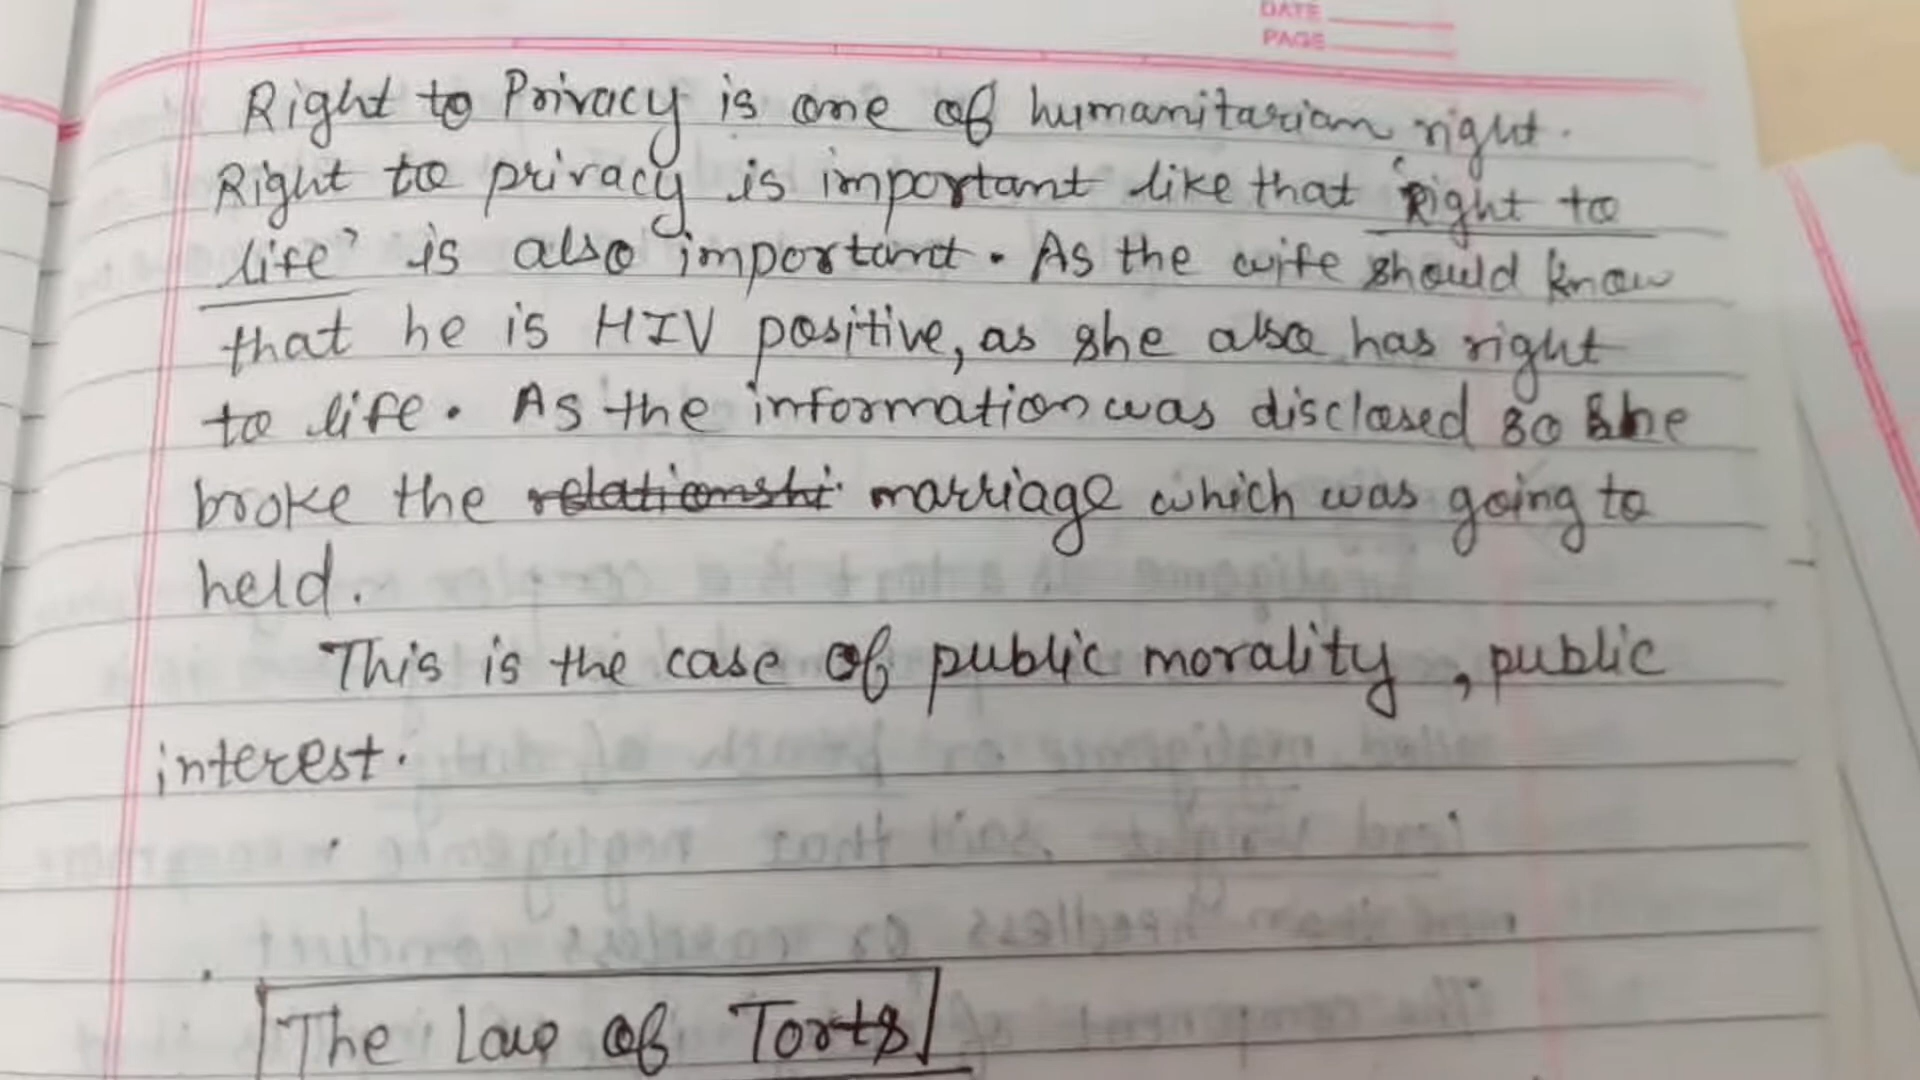 DATE
PAGE
Right to Privacy is one of humanitarian right.
Right to privacy is important like that 'Right to
life' is also important. As the wife should know
that he is HIV positive, as she also has right
to life. As the information was disclosed so she
broke the relationshi marriage which was going to
held.
This is the case of public morality, public
interest.
The Law of Torts